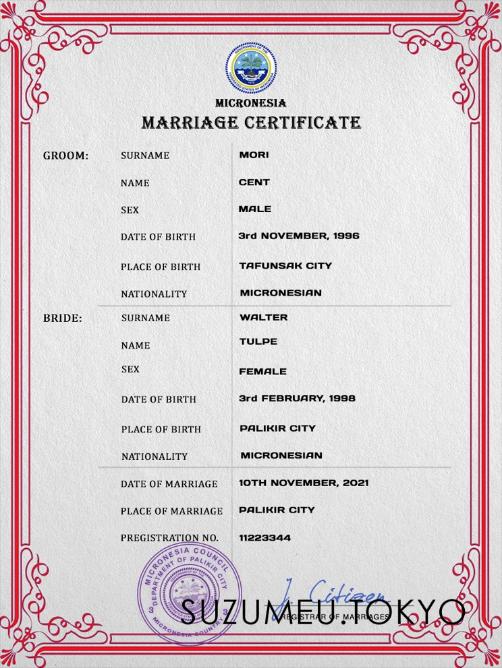 MICRONESIA
MARRIAGE CERTIFICATE
GROOM: SURNAME MORI
NAME CENT
SEX MALE
DATE OF BIRTH 3rd NOVEMBER, 1996
PLACE OF BIRTH TAFUNSAK CITY
NATIONALITY MICRONESIAN
BRIDE: SURNAME WALTER
NAME TULPE
SEX FEMALE
DATE OF BIRTH 3rd FEBRUARY, 1998
PLACE OF BIRTH PALIKIR CITY
NATIONALITY MICRONESIAN
DATE OF MARRIAGE 10TH NOVEMBER, 2021
PLACE OF MARRIAGE PALIKIR CITY
PREGISTRATION NO. 11223344
MICRONESIA COUNCIL
DEPARTMENT OF PALIKIR CITY
MICRONESIA COUNTRY
J. Citizen
REGISTRAR OF MARRIAGES
SUZUMEU.TOKYO